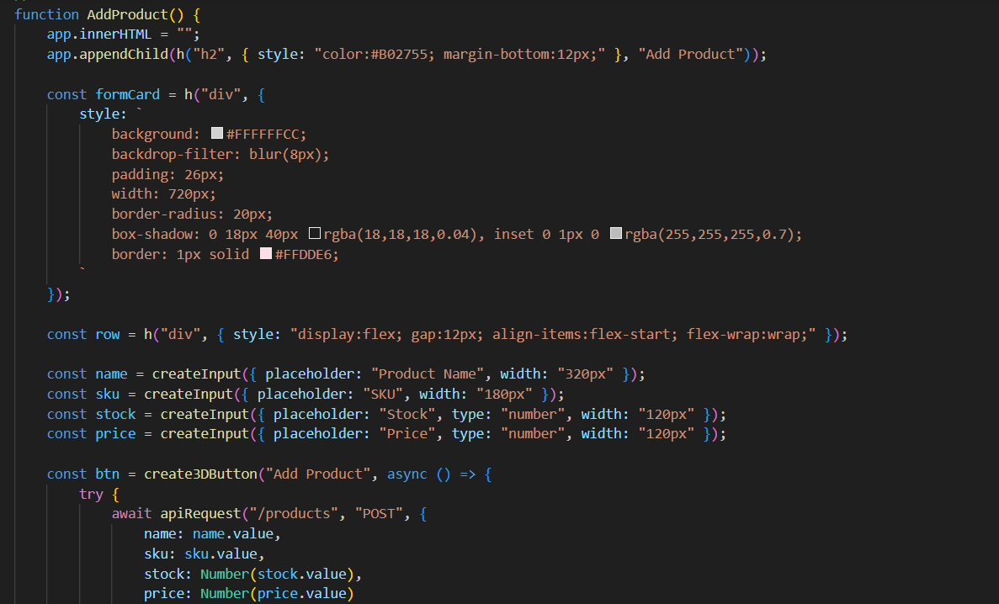 function AddProduct() {
    app.innerHTML = "";
    app.appendChild(h("h2", { style: "color:#B02755; margin-bottom:12px;" }, "Add Product"));

    const formCard = h("div", {
        style: `
            background: #FFFFFFCC;
            backdrop-filter: blur(8px);
            padding: 26px;
            width: 720px;
            border-radius: 20px;
            box-shadow: 0 18px 40px rgba(18,18,18,0.04), inset 0 1px 0 rgba(255,255,255,0.7);
            border: 1px solid #FFDDE6;
        `
    });

    const row = h("div", { style: "display:flex; gap:12px; align-items:flex-start; flex-wrap:wrap;" });

    const name = createInput({ placeholder: "Product Name", width: "320px" });
    const sku = createInput({ placeholder: "SKU", width: "180px" });
    const stock = createInput({ placeholder: "Stock", type: "number", width: "120px" });
    const price = createInput({ placeholder: "Price", type: "number", width: "120px" });

    const btn = create3DButton("Add Product", async () => {
        try {
            await apiRequest("/products", "POST", {
                name: name.value,
                sku: sku.value,
                stock: Number(stock.value),
                price: Number(price.value)